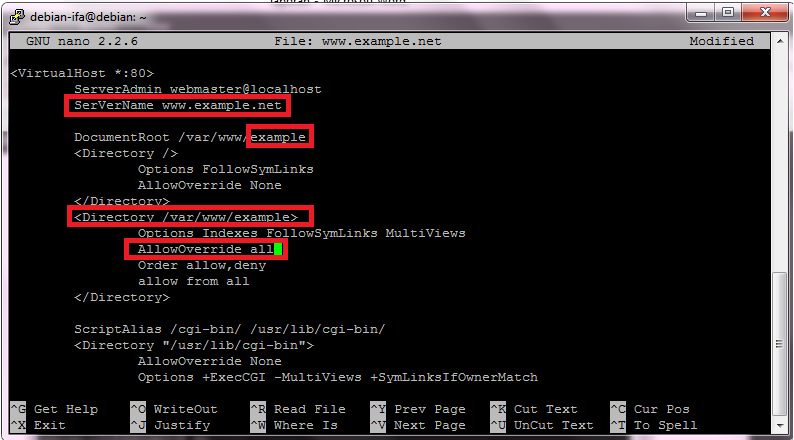 debian-ifa@debian: ~
GNU nano 2.2.6 File: www.example.net Modified
<VirtualHost *:80>
ServerAdmin webmaster@localhost
SerVerName www.example.net
DocumentRoot /var/www/example
<Directory />
Options FollowSymLinks
AllowOverride None
</Directory>
<Directory /var/www/example>
Options Indexes FollowSymLinks MultiViews
AllowOverride all
Order allow,deny
allow from all
</Directory>
ScriptAlias /cgi-bin/ /usr/lib/cgi-bin/
<Directory "/usr/lib/cgi-bin">
AllowOverride None
Options +ExecCGI -MultiViews +SymLinksIfOwnerMatch
^G Get Help ^O WriteOut ^R Read File ^Y Prev Page ^K Cut Text ^C Cur Pos
^X Exit ^J Justify ^W Where Is ^V Next Page ^U UnCut Text ^T To Spell